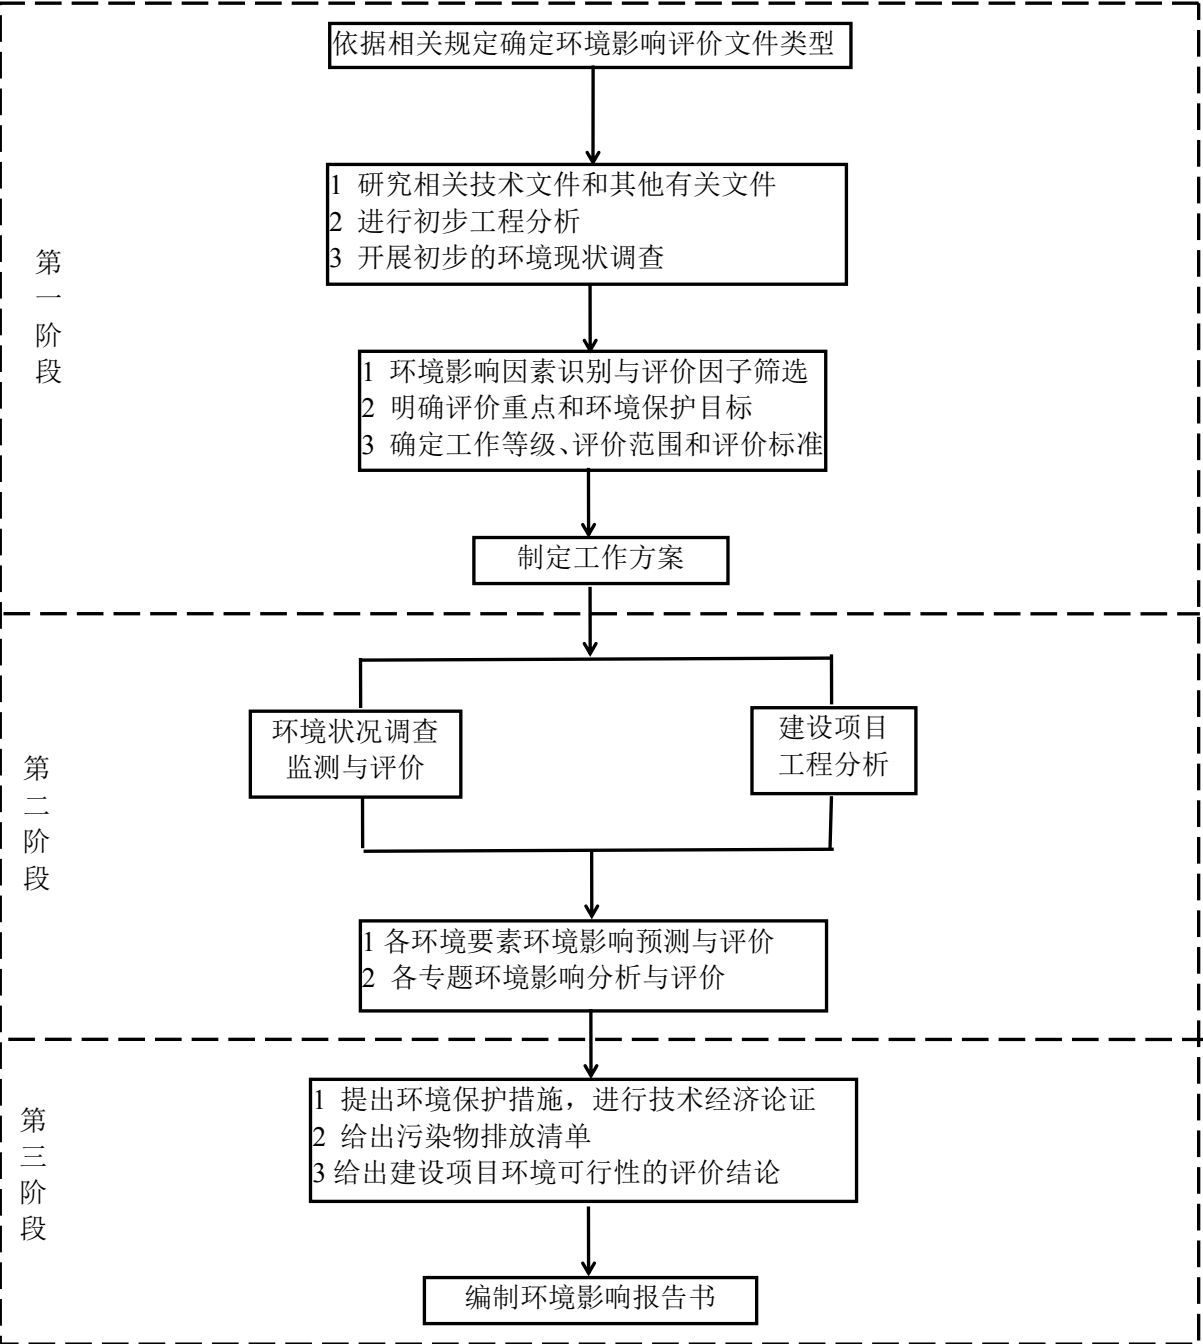 依据相关规定确定环境影响评价文件类型
1 研究相关技术文件和其他有关文件
2 进行初步工程分析
3 开展初步的环境现状调查
第一阶段
1 环境影响因素识别与评价因子筛选
2 明确评价重点和环境保护目标
3 确定工作等级、评价范围和评价标准
制定工作方案
环境状况调查
监测与评价
建设项目
工程分析
第二阶段
1 各环境要素环境影响预测与评价
2 各专题环境影响分析与评价
第三阶段
1 提出环境保护措施，进行技术经济论证
2 给出污染物排放清单
3 给出建设项目环境可行性的评价结论
编制环境影响报告书